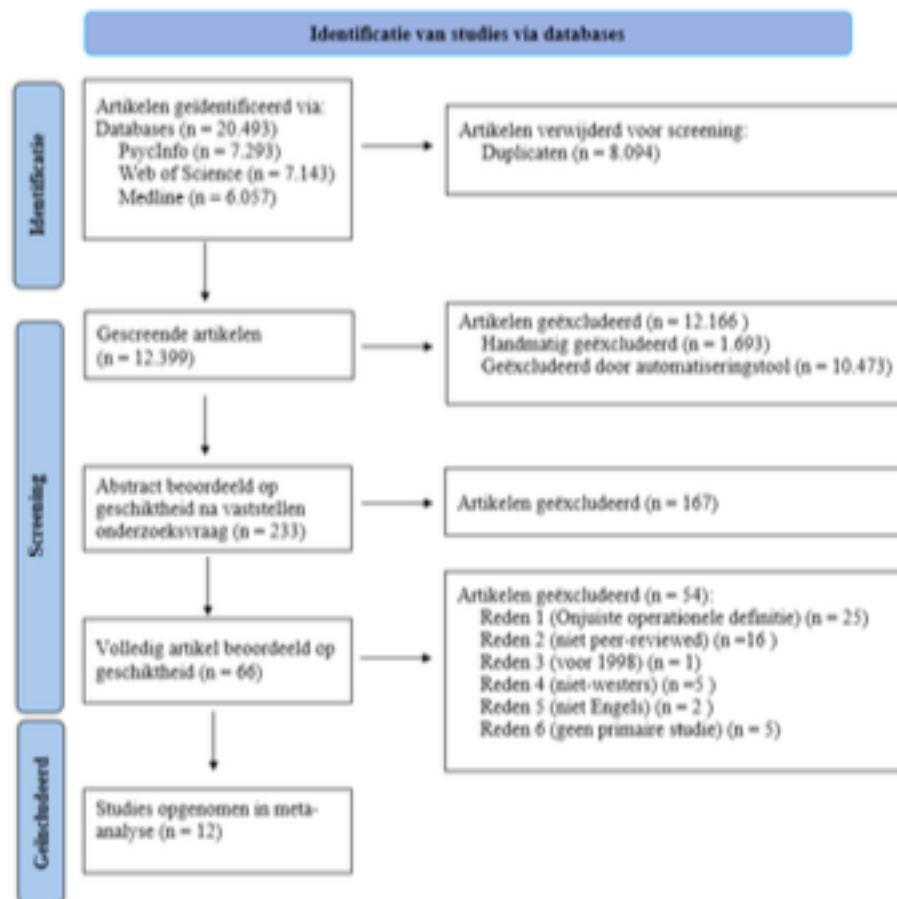 Identificatie van studies via databases
Identificatie
Artikelen geïdentificeerd via:
Databases (n = 20.493)
PsycInfo (n = 7.293)
Web of Science (n = 7.143)
Medline (n = 6.057)
Artikelen verwijderd voor screening:
Duplicaten (n = 8.094)
Screening
Gescreende artikelen
(n = 12.399)
Artikelen geëxcludeerd (n = 12.166 )
Handmatig geëxcludeerd (n = 1.693)
Geëxcludeerd door automatiseringstool (n = 10.473)
Abstract beoordeeld op
geschiktheid na vaststellen
onderzoeksvraag (n = 233)
Artikelen geëxcludeerd (n = 167)
Volledig artikel beoordeeld op
geschiktheid (n = 66)
Artikelen geëxcludeerd (n = 54):
Reden 1 (Onjuiste operationele definitie) (n = 25)
Reden 2 (niet peer-reviewed) (n =16 )
Reden 3 (voor 1998) (n = 1)
Reden 4 (niet-westers) (n =5 )
Reden 5 (niet Engels) (n = 2 )
Reden 6 (geen primaire studie) (n = 5)
Geïncludeerd
Studies opgenomen in meta-
analyse (n = 12)